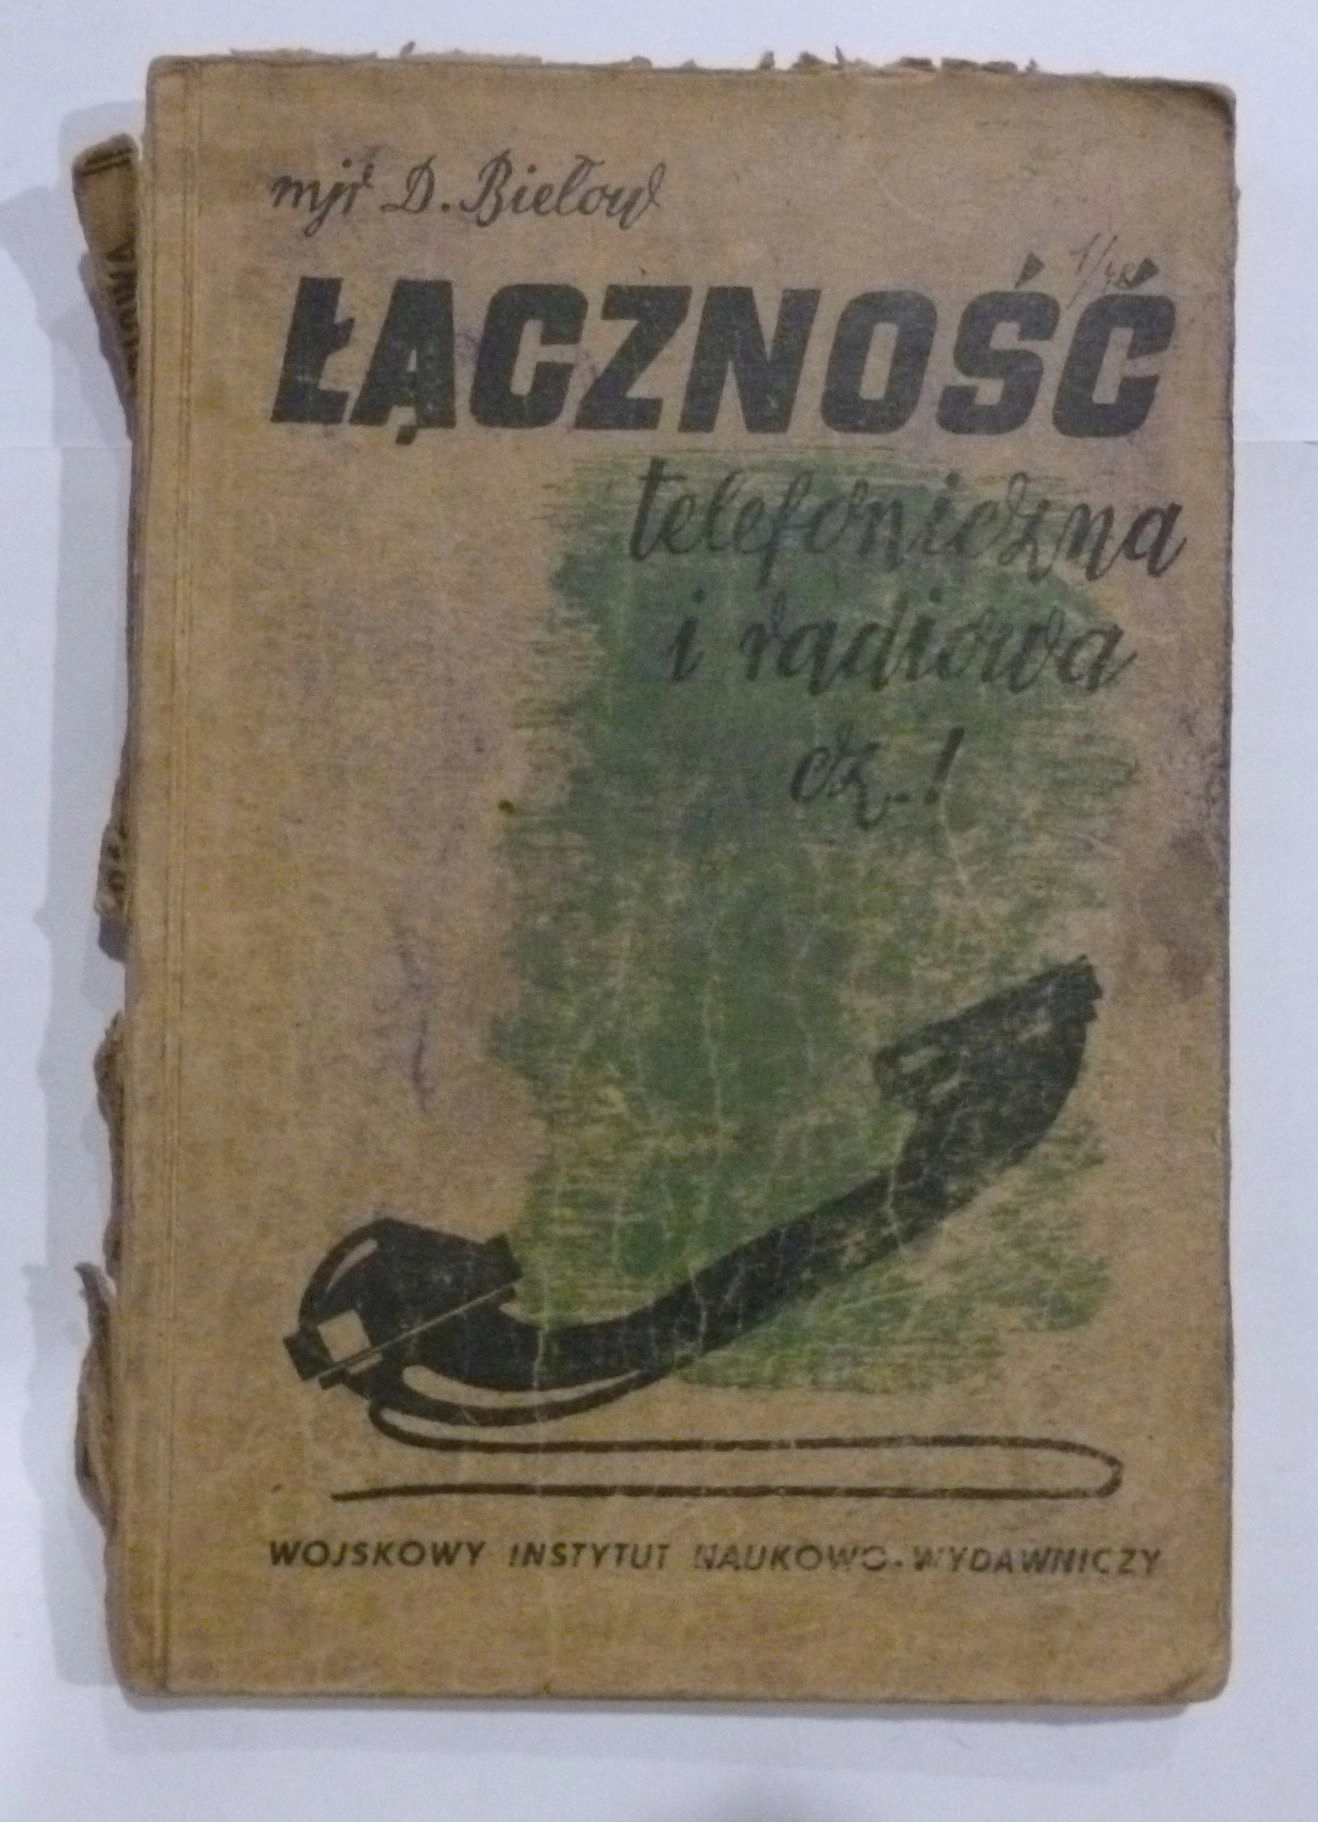 mjr D. Biełow
ŁĄCZNOŚĆ
telefoniczna
i radiowa
cz. I
WOJSKOWY INSTYTUT NAUKOWO-WYDAWNICZY